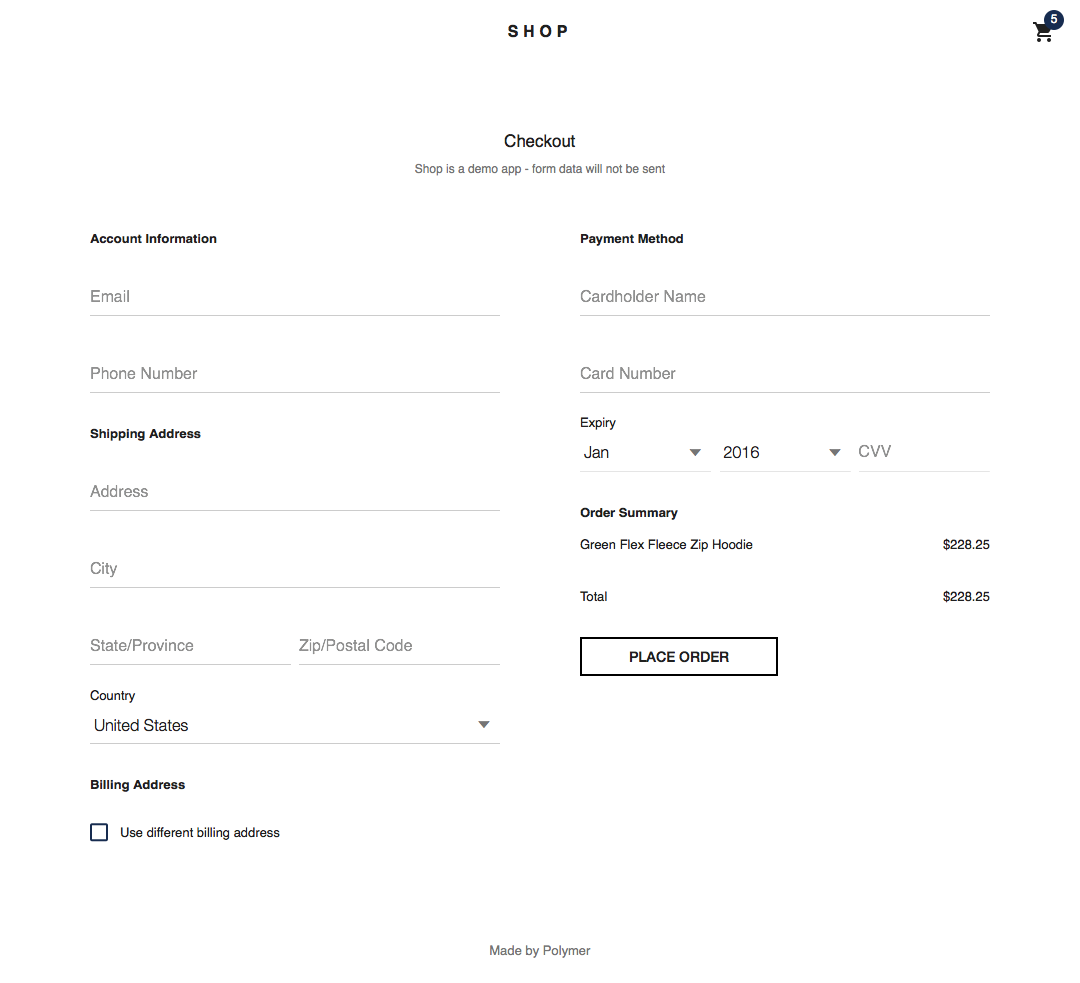 SHOP
5
Checkout
Shop is a demo app - form data will not be sent
Account Information
Email
Phone Number
Shipping Address
Address
City
State/Province Zip/Postal Code
Country
United States
Billing Address
Use different billing address
Payment Method
Cardholder Name
Card Number
Expiry
Jan 2016 CVV
Order Summary
Green Flex Fleece Zip Hoodie $228.25
Total $228.25
PLACE ORDER
Made by Polymer